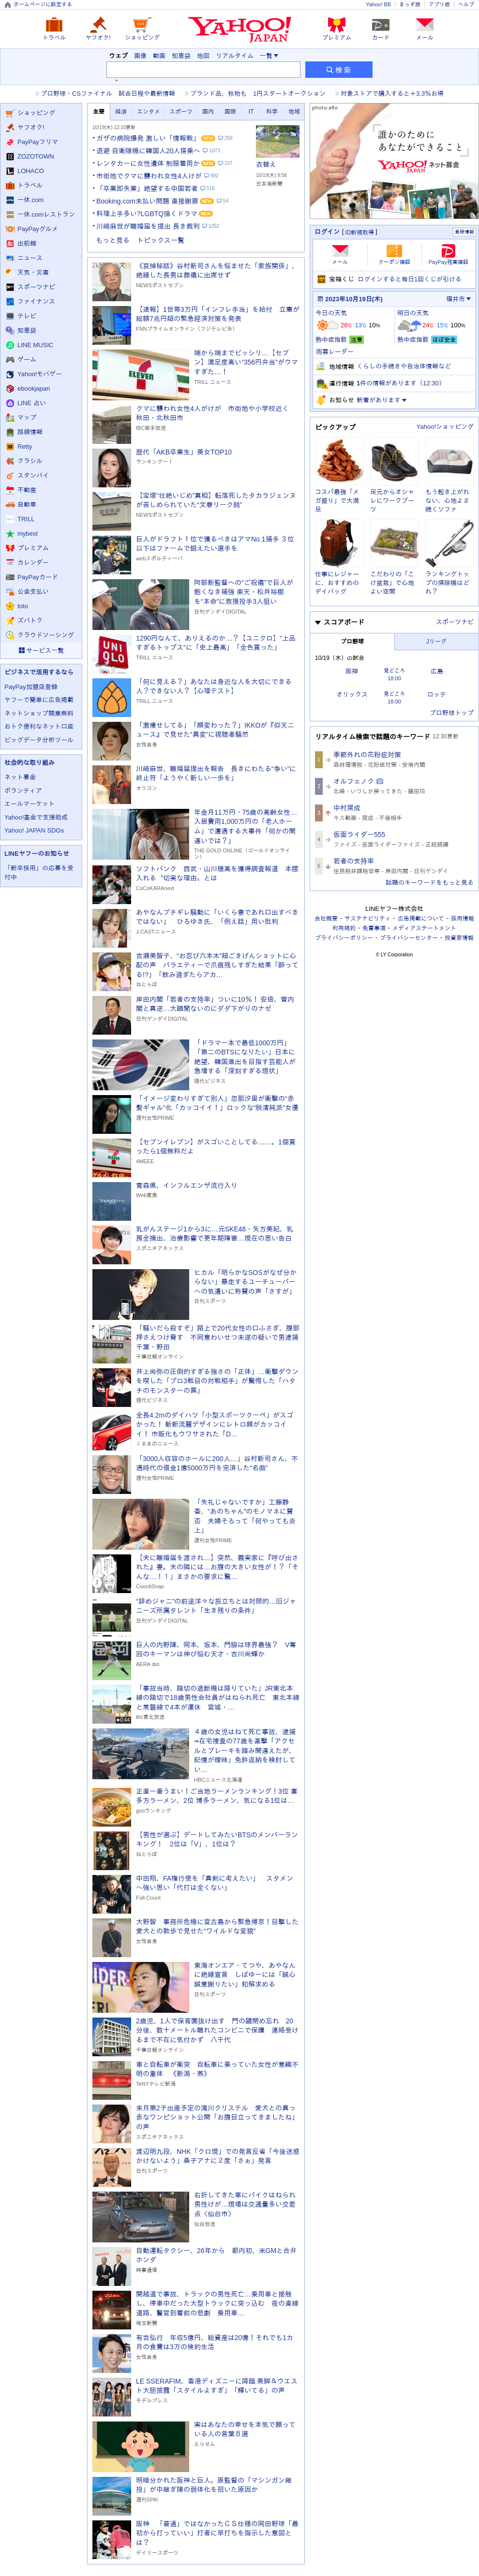 ホームページに設定する
Yahoo! BB きっず版 アプリ版 ヘルプ
トラベル
ヤフオク!
ショッピング
YAHOO! JAPAN
プレミアム
カード
メール
ウェブ 画像 動画 知恵袋 地図 リアルタイム 一覧
検索
プロ野球・CSファイナル 試合日程や最新情報
ブランド品、秋物も 1円スタートオークション
対象ストアで購入すると＋3.3%お得
ショッピング
ヤフオク!
PayPayフリマ
ZOZOTOWN
LOHACO
トラベル
一休.com
一休.comレストラン
PayPayグルメ
出前館
ニュース
天気・災害
スポーツナビ
ファイナンス
テレビ
知恵袋
LINE MUSIC
ゲーム
Yahoo!モバゲー
ebookjapan
LINE 占い
マップ
路線情報
Retty
クラシル
スタンバイ
不動産
自動車
TRILL
mybest
プレミアム
カレンダー
PayPayカード
公金支払い
toto
ズバトク
クラウドソーシング
サービス一覧
ビジネスで活用するなら
PayPay加盟店登録
ヤフーで簡単に広告掲載
ネットショップ開業無料
おトク便利なネット口座
ビッグデータ分析ツール
社会的な取り組み
ネット募金
ボランティア
エールマーケット
Yahoo!基金で支援助成
Yahoo! JAPAN SDGs
LINEヤフーのお知らせ
「新卒採用」の応募を受付中
主要 経済 エンタメ スポーツ 国内 国際 IT 科学 地域
10/19(木) 12:10更新
ガザの病院爆発 激しい「情報戦」 NEW 258
退避 自衛隊機に韓国人20人搭乗へ 1073
レンタカーに女性遺体 制服着用か NEW 237
市街地でクマに襲われ女性4人けが 992
「卒業即失業」絶望する中国若者 516
Booking.com未払い問題 直接謝罪 NEW 54
料理上手多い?LGBTQ描くドラマ NEW
川崎麻世が離婚届を提出 長き裁判 1252
もっと見る トピックス一覧
衣替え
10/19(木) 9:56
日本海新聞
《哀悼秘話》谷村新司さんを悩ませた「家族関係」、絶縁した長男は葬儀に出席せず
NEWSポストセブン
【速報】1世帯3万円「インフレ手当」を給付 立憲が総額7兆円超の緊急経済対策を発表
FNNプライムオンライン（フジテレビ系）
端から端までビッシリ…【セブン】満足度高い“356円弁当”がウマすぎた…！
TRILL ニュース
クマに襲われ女性4人がけが 市街地や小学校近く 秋田・北秋田市
IBC岩手放送
歴代「AKB卒業生」美女TOP10
ランキングー！
【宝塚“壮絶いじめ”真相】転落死したタカラジェンヌが苦しめられていた“文春リーク説”
NEWSポストセブン
巨人がドラフト１位で獲るべきはアマNo.1捕手 ３位以下はファームで鍛えたい選手を
webスポルティーバ
阿部新監督への“ご祝儀”で巨人が飽くなき補強 楽天・松井裕樹を“本命”に救援投手3人狙い
日刊ゲンダイDIGITAL
1290円なんて、ありえるのか…？【ユニクロ】“上品すぎるトップス”に「史上最高」「全色買った」
TRILL ニュース
「何に見える？」あなたは身近な人を大切にできる人？できない人？【心理テスト】
TRILL ニュース
「激痩せしてる」「顔変わった？」IKKOが『仰天ニュース』で見せた“異変”に視聴者騒然
女性自身
川崎麻世、離婚届提出を報告 長きにわたる“争い”に終止符「ようやく新しい一歩を」
オリコン
年金月11万円・75歳の高齢女性…入居費用1,000万円の「老人ホーム」で遭遇する大事件「何かの間違いでは？」
THE GOLD ONLINE（ゴールドオンライン）
ソフトバンク 西武・山川穂高を獲得調査報道 本腰入れる〝切実な理由〟とは
CoCoKARAnext
あやなんブチギレ騒動に「いくら妻であれ口出すべきではない」 ひろゆき氏、「例え話」用い批判
J-CASTニュース
吉瀬美智子、“お忍び六本木”超ごきげんショットに心配の声 バラエティーで爪痕残しすぎた結果「酔ってる!?」「飲み過ぎたらアカ...
ねとらぼ
岸田内閣「若者の支持率」ついに10％！ 安倍、菅内閣と真逆…大醜聞ないのにダダ下がりのナゼ
日刊ゲンダイDIGITAL
「ドラマ一本で最低1000万円」「第二のBTSになりたい」日本に絶望、韓国進出を目指す芸能人が急増する「深刻すぎる現状」
現代ビジネス
「イメージ変わりすぎて別人」忽那汐里が衝撃の“赤髪ギャル”化「カッコイイ！」ロックな“脱清純派”女優
週刊女性PRIME
【セブンイレブン】がスゴいことしてる……。1個買ったら1個無料だよ
4MEEE
青森県、インフルエンザ流行入り
Web東奥
乳がんステージ1から3に…元SKE48・矢方美紀、乳房全摘出、治療影響で更年期障害…現在の思い告白
スポニチアネックス
ヒカル「明らかなSOSがなぜ分からない」暴走するユーチューバーへの気遣いに称賛の声「さすが」
日刊スポーツ
「騒いだら殺すぞ」路上で20代女性の口ふさぎ、腹部押さえつけ脅す 不同意わいせつ未遂の疑いで男逮捕 千葉・野田
千葉日報オンライン
井上尚弥の圧倒的すぎる強さの「正体」…衝撃ダウンを喫した「プロ3戦目の対戦相手」が驚愕した「ハタチのモンスターの罠」
現代ビジネス
全長4.2mのダイハツ「小型スポーツクーペ」がスゴかった！ 斬新流麗デザインにレトロ顔がカッコイイ！ 市販化もウワサされた「D...
くるまのニュース
「3000人収容のホールに200人…」谷村新司さん、不遇時代の借金1億5000万円を完済した“名曲”
週刊女性PRIME
「失礼じゃないですか」工藤静香、“あのちゃん”のモノマネに賛否 夫婦そろって「何やっても炎上」
週刊女性PRIME
【夫に離婚届を渡され…】突然、義実家に『呼び出された』妻。夫の隣には…お腹の大きい女性が！？「そんな…！！」まさかの要求に驚...
CoordiSnap
“辞めジャニ”の前途洋々な旅立ちとは対照的…旧ジャニーズ所属タレント「生き残りの条件」
日刊ゲンダイDIGITAL
巨人の内野陣、岡本、坂本、門脇は球界最強？ V奪回のキーマンは伸び悩む天才・吉川尚輝か
AERA dot.
「事故当時、踏切の遮断機は降りていた」JR東北本線の踏切で18歳男性会社員がはねられ死亡 東北本線と常磐線で4本が運休 宮城・...
tbc東北放送
４歳の女児はねて死亡事故、逮捕⇒在宅捜査の77歳を直撃「アクセルとブレーキを踏み間違えたが、記憶が曖昧」免許返納を検討してい...
HBCニュース北海道
正直一番うまい！ご当地ラーメンランキング！3位 喜多方ラーメン、2位 博多ラーメン、気になる1位は…
gooランキング
【男性が選ぶ】デートしてみたいBTSのメンバーランキング！ 2位は「V」、1位は？
ねとらぼ
中田翔、FA権行使を「真剣に考えたい」 スタメンへ強い思い「代打は全くない」
Full-Count
大野智 事務所危機に宮古島から緊急帰京！目撃した愛犬との散歩で見せた“ワイルドな変貌”
女性自身
東海オンエア・てつや、あやなんに絶縁宣言 しばゆーには「誠心誠意謝りたい」和解求める
日刊スポーツ
2歳児、1人で保育園抜け出す 門の鍵閉め忘れ 20分後、数十メートル離れたコンビニで保護 連絡受けるまで不在に気付かず 八千代
千葉日報オンライン
車と自転車が衝突 自転車に乗っていた女性が意識不明の重体 《新潟・燕》
TeNYテレビ新潟
来月第2子出産予定の滝川クリステル 愛犬との真っ赤なワンピショット公開「お腹目立ってきましたね」の声
スポニチアネックス
渡辺明九段、NHK「クロ現」での発言反省「今後迷惑かけないよう」桑子アナに２度「さぁ」発言
日刊スポーツ
右折してきた車にバイクはねられ男性けが…現場は交通量多い交差点〈仙台市〉
仙台放送
自動運転タクシー、26年から 都内初、米GMと合弁 ホンダ
時事通信
関越道で事故、トラックの男性死亡…乗用車と接触し、停車中だった大型トラックに突っ込む 夜の直線道路、警官到着前の悲劇 乗用車...
埼玉新聞
有吉弘行 年収5億円、総資産は20億！それでも1カ月の食費は3万の倹約生活
女性自身
LE SSERAFIM、香港ディズニーに降臨 美脚＆ウエスト大胆披露「スタイルよすぎ」「輝いてる」の声
モデルプレス
実はあなたの幸せを本気で願っている人の言葉８選
えらせん
明暗分かれた阪神と巨人。原監督の「マシンガン継投」が中継ぎ陣の弱体化を招いた原因か
週刊SPA!
阪神 「普通」ではなかったＣＳ仕様の岡田野球「最初から打っていい」打者に早打ちを指示した意図とは？
デイリースポーツ
photo:aflo
誰かのために
あなたができること。
YAHOO! JAPAN ネット募金
ログイン [ ID新規取得 ]
登録情報
メール
クーポン確認
PayPay残高確認
宝箱くじ ログインすると毎日1回くじが引ける
2023年10月19日(木)
福井市
今日の天気
26℃ 13℃ 10%
明日の天気
24℃ 15℃ 100%
熱中症指数 注意
熱中症指数 ほぼ安全
雨雲レーダー
地域情報 くらしの手続きや自治体情報など
運行情報 1件の情報があります（12:30）
お知らせ 新着があります
ピックアップ
Yahoo!ショッピング
コスパ最強「メガ盛り」で大満足
足元からオシャレにワークブーツ
もう起き上がれない、心地よさ続くソファ
仕事にレジャーに、おすすめのデイバッグ
こだわりの「こけ盆栽」で心地よい空間
ランキングトップの掃除機はどれ？
スコアボード
スポーツナビ
プロ野球 Jリーグ
10/19（木）の試合
阪神 見どころ 18:00 広島
オリックス 見どころ 18:00 ロッテ
プロ野球トップ
リアルタイム検索で話題のキーワード 12:30更新
1 季節外れの花粉症対策
森林環境税・花粉症対策・安倍内閣
2 オルフェノク
北崎・いつしか戻ってきた・藤田玲
3 中村奨成
キス動画・奨成・不倫相手
4 仮面ライダー555
ファイズ・仮面ライダーファイズ・正統続編
5 若者の支持率
住民税非課税世帯・岸田内閣・日刊ゲンダイ
話題のキーワードをもっと見る
LINEヤフー株式会社
会社概要・サステナビリティ・広告掲載について・採用情報
利用規約・免責事項・メディアステートメント
プライバシーポリシー・プライバシーセンター・投資家情報
© LY Corporation